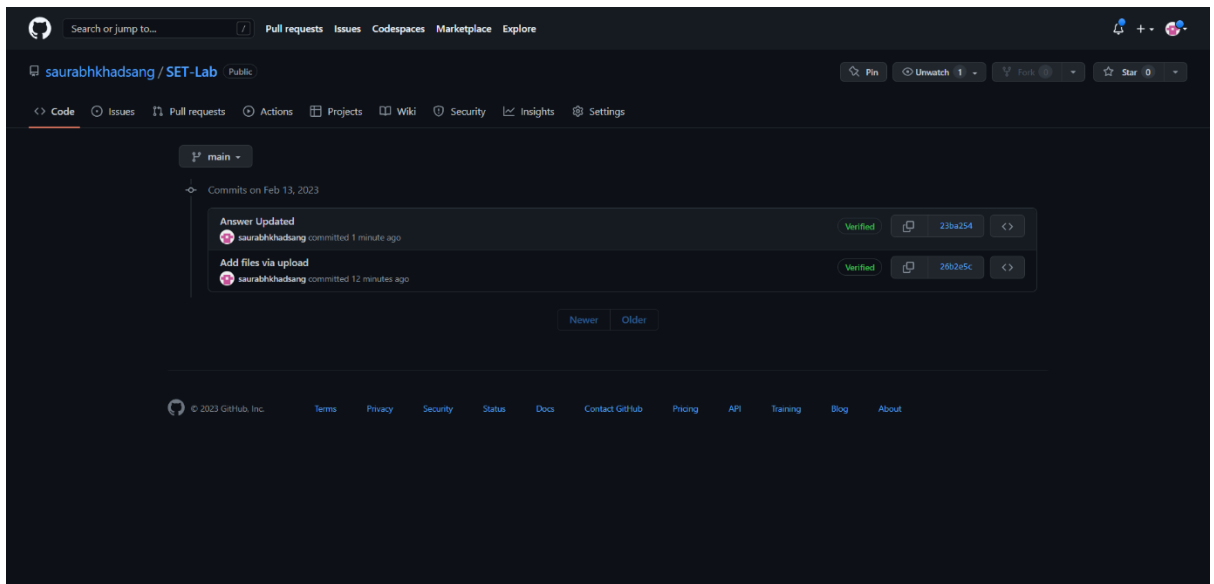 Search or jump to... / Pull requests Issues Codespaces Marketplace Explore
saurabhkhadsang / SET-Lab Public Pin Unwatch 1 Fork 0 Star 0
<> Code Issues Pull requests Actions Projects Wiki Security Insights Settings
main
Commits on Feb 13, 2023
Answer Updated
saurabhkhadsang committed 1 minute ago
Verified 23ba254 <>
Add files via upload
saurabhkhadsang committed 12 minutes ago
Verified 26b2e5c <>
Newer Older
© 2023 GitHub, Inc. Terms Privacy Security Status Docs Contact GitHub Pricing API Training Blog About